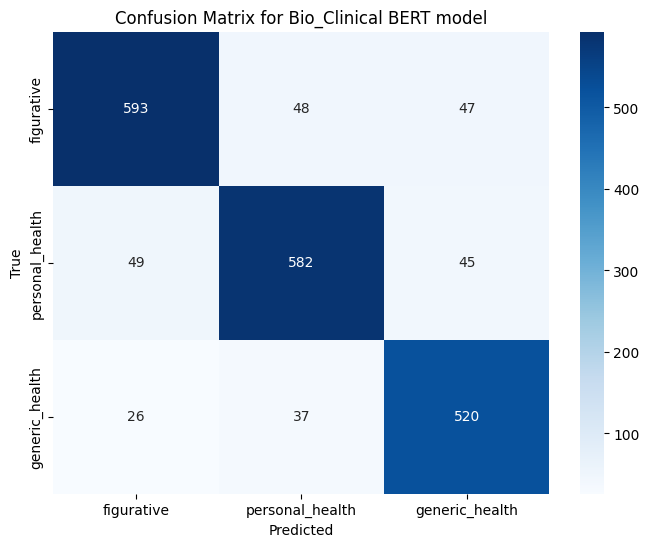 Confusion Matrix for Bio_Clinical BERT model
True
figurative
593 48 47
personal_health
49 582 45
generic_health
26 37 520
figurative personal_health generic_health
Predicted
500
400
300
200
100